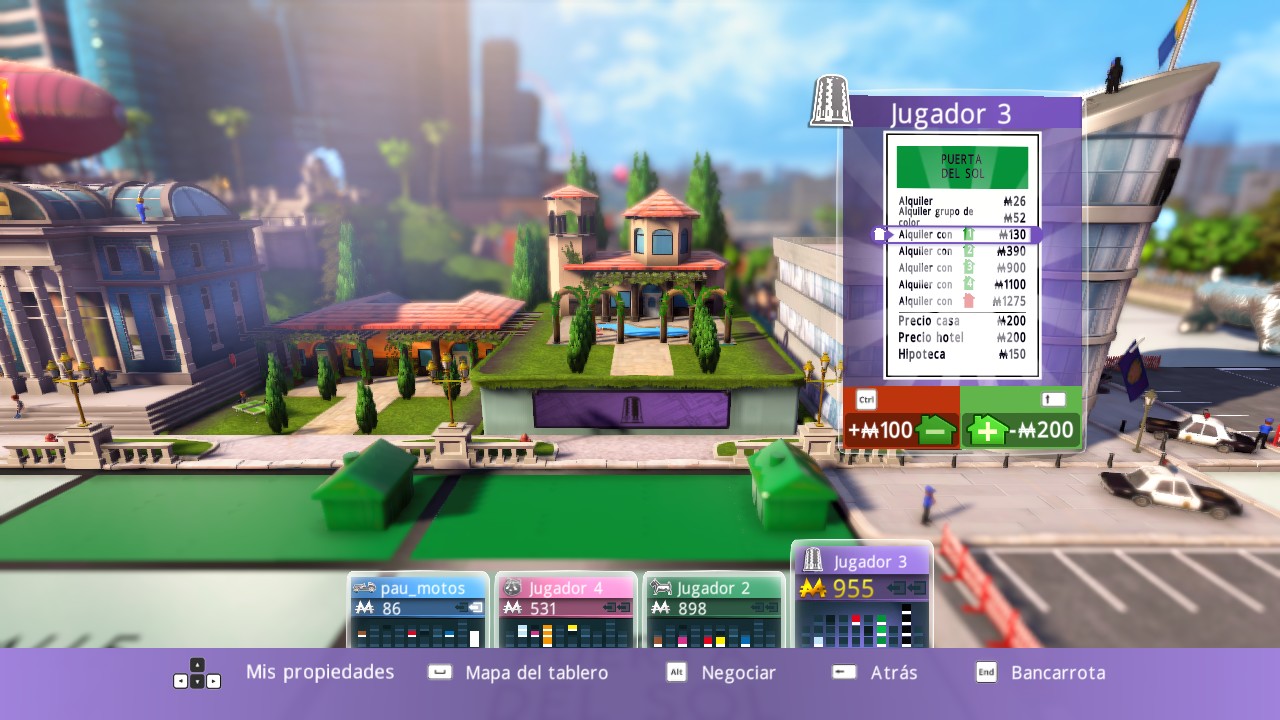 Jugador 3
PUERTA
DEL SOL
Alquiler ₩26
Alquiler grupo de
color ₩52
Alquiler con 1 ₩130
Alquiler con 2 ₩390
Alquiler con 3 ₩900
Alquiler con 4 ₩1100
Alquiler con ₩1275
Precio casa ₩200
Precio hotel ₩200
Hipoteca ₩150
Ctrl
+₩100 -₩200
Jugador 3
955
pau_motos
86
Jugador 4
531
Jugador 2
898
Mis propiedades
Mapa del tablero
Alt Negociar
Atrás
End Bancarrota